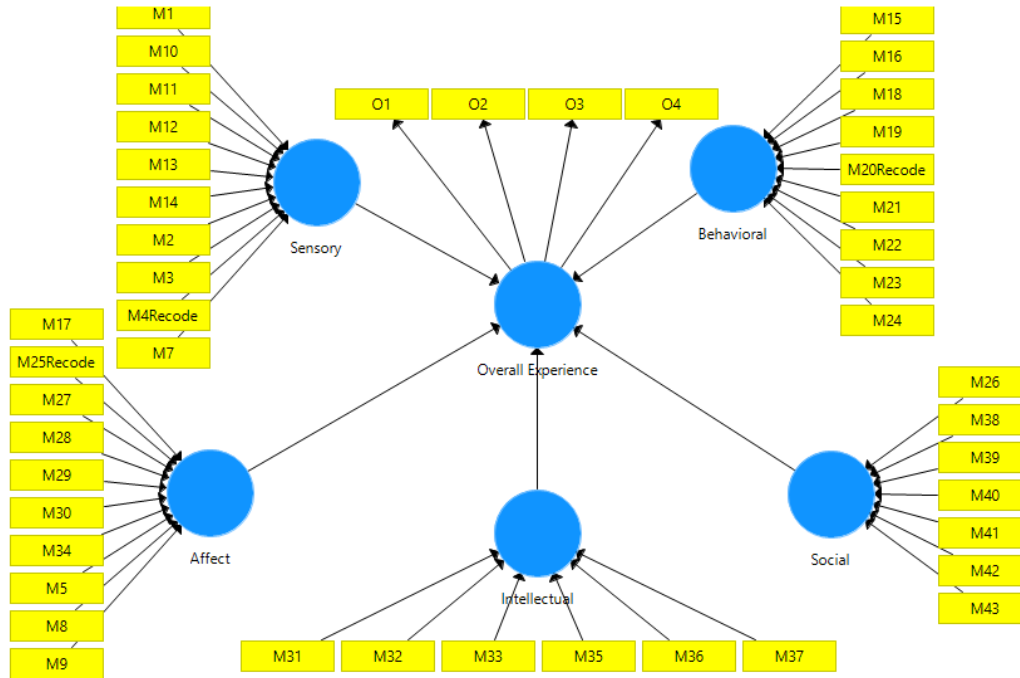 M1
M10
M11
M12
M13
M14
M2
M3
M4Recode
M7
Sensory
O1
O2
O3
O4
M15
M16
M18
M19
M20Recode
M21
M22
M23
M24
Behavioral
Overall Experience
M17
M25Recode
M27
M28
M29
M30
M34
M5
M8
M9
Affect
Intellectual
M31
M32
M33
M35
M36
M37
M26
M38
M39
M40
M41
M42
M43
Social